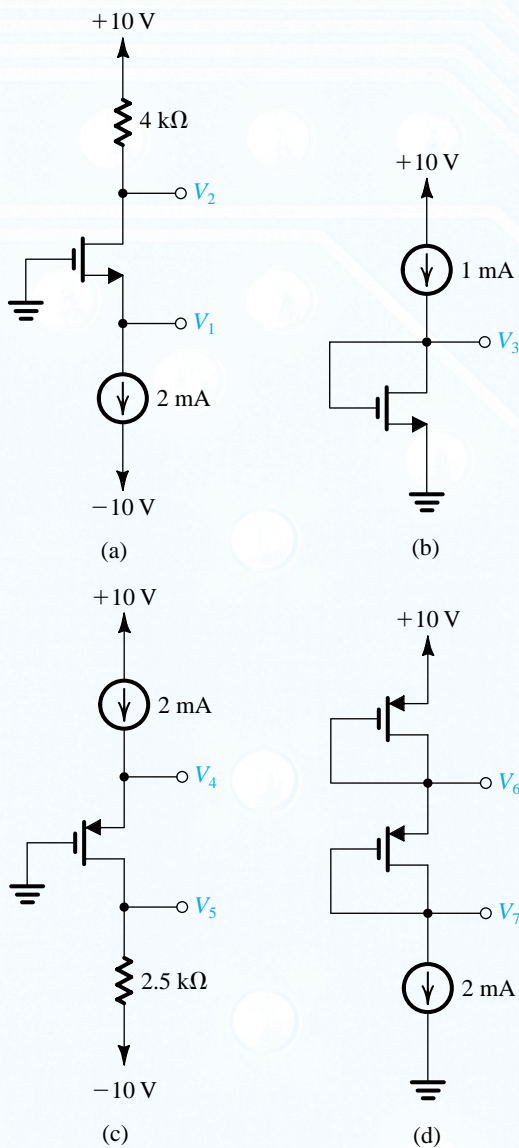 +10 V
4 kΩ
V2
V1
2 mA
−10 V
(a)
+10 V
1 mA
V3
(b)
+10 V
2 mA
V4
V5
2.5 kΩ
−10 V
(c)
+10 V
V6
V7
2 mA
(d)